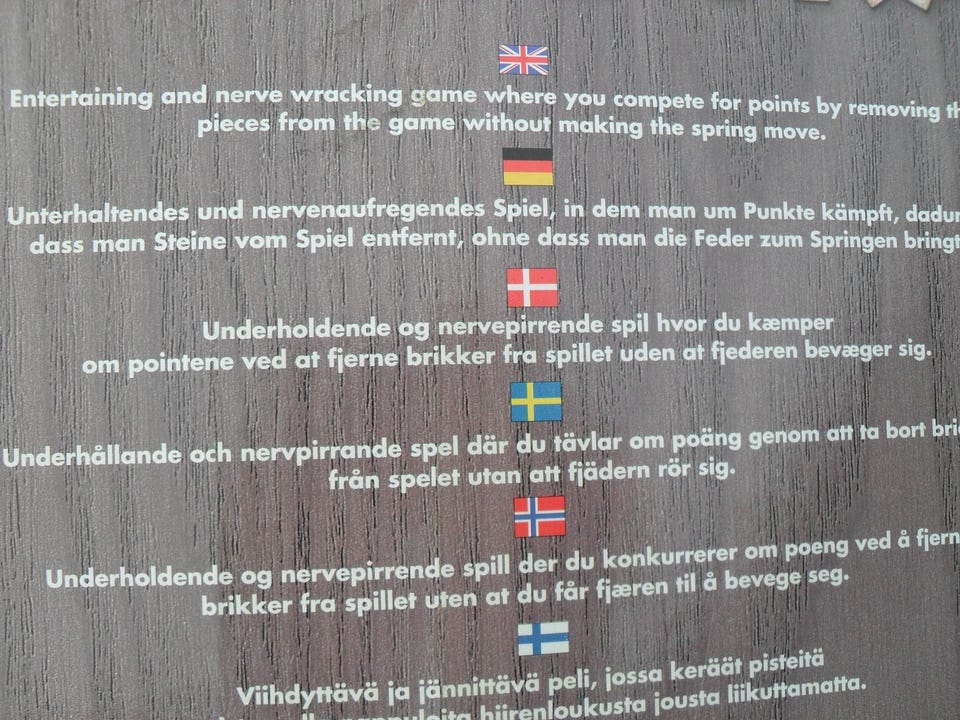 Entertaining and nerve wracking game where you compete for points by removing th
pieces from the game without making the spring move.
Unterhaltendes und nervenaufregendes Spiel, in dem man um Punkte kämpft, dadur
dass man Steine vom Spiel entfernt, ohne dass man die Feder zum Springen bringt
Underholdende og nervepirrende spil hvor du kæmper
om pointene ved at fjerne brikker fra spillet uden at fjederen bevæger sig.
Underhållande och nervpirrande spel där du tävlar om poäng genom att ta bort bri
från spelet utan att fjädern rör sig.
Underholdende og nervepirrende spill der du konkurrerer om poeng ved å fjern
brikker fra spillet uten at du får fjæren til å bevege seg.
Viihdyttävä ja jännittävä peli, jossa keräät pisteitä
nappuloita hiirenloukusta jousta liikuttamatta.